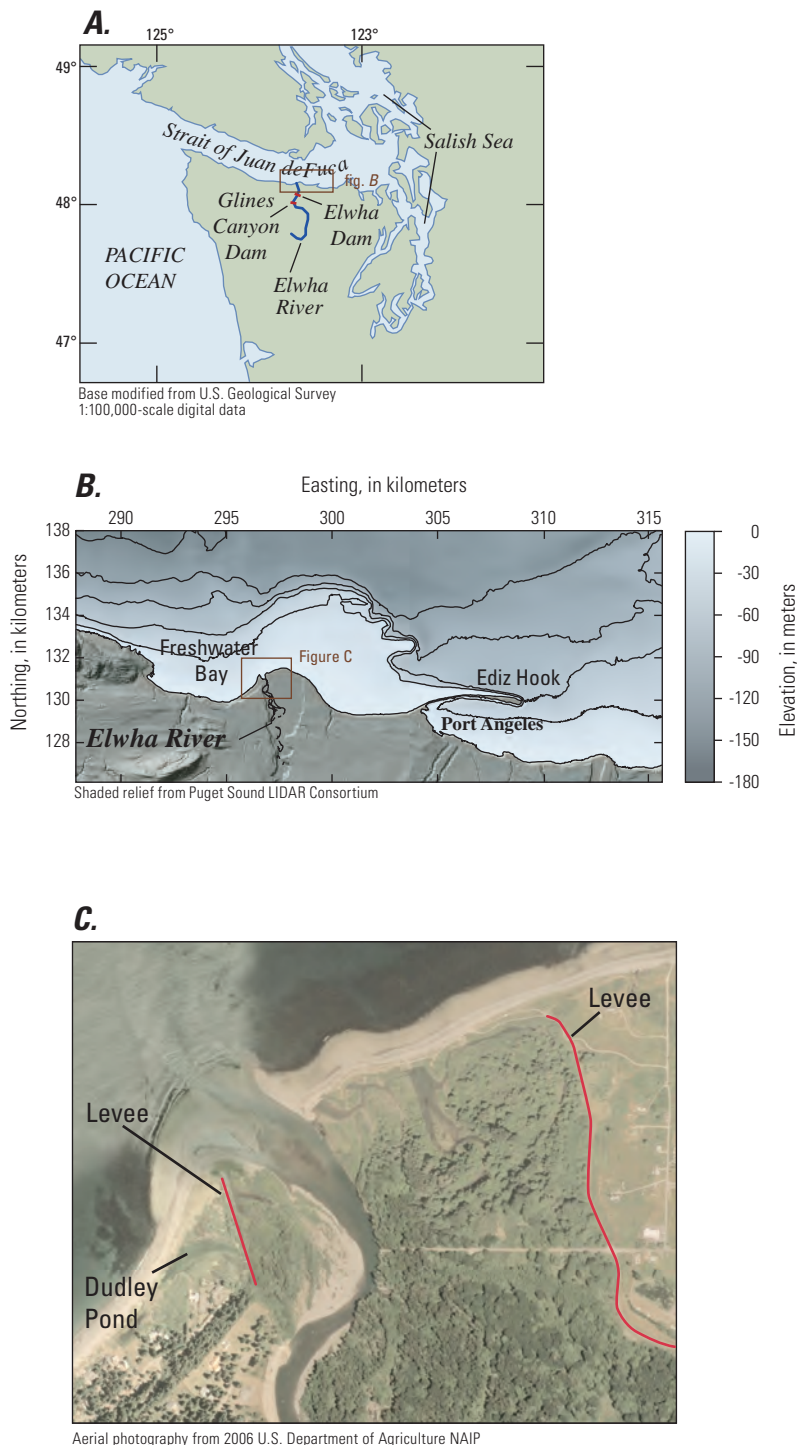 A.
125°
123°
49°
48°
47°
Strait of Juan deFuca
Salish Sea
fig. B
Glines
Canyon
Dam
Elwha
Dam
PACIFIC
OCEAN
Elwha
River
Base modified from U.S. Geological Survey
1:100,000-scale digital data
B.
Easting, in kilometers
290
295
300
305
310
315
Northing, in kilometers
138
136
134
132
130
128
Freshwater
Bay
Figure C
Ediz Hook
Port Angeles
Elwha River
0
-30
-60
-90
-120
-150
-180
Elevation, in meters
Shaded relief from Puget Sound LIDAR Consortium
C.
Levee
Levee
Dudley
Pond
Aerial photography from 2006 U.S. Department of Agriculture NAIP